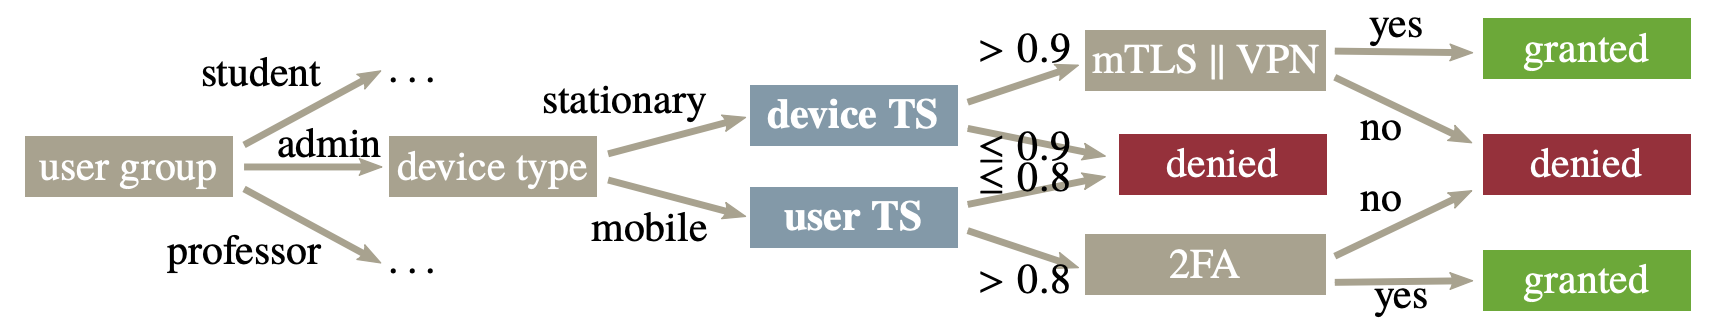 user group
student
admin
professor
. . .
device type
. . .
stationary
mobile
device TS
user TS
> 0.9
≤ 0.9
≤ 0.8
> 0.8
mTLS || VPN
denied
2FA
yes
no
no
yes
granted
denied
granted